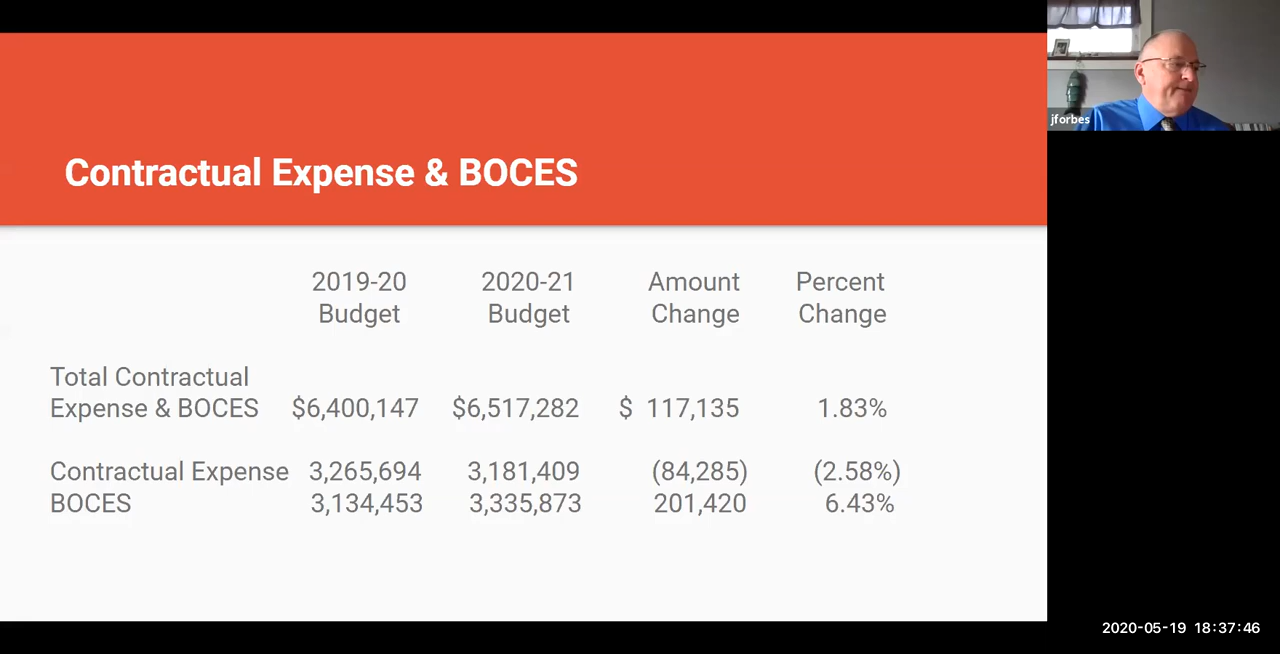 jforbes
Contractual Expense & BOCES
2019-20 2020-21 Amount Percent
Budget Budget Change Change
Total Contractual
Expense & BOCES $6,400,147 $6,517,282 $ 117,135 1.83%
Contractual Expense 3,265,694 3,181,409 (84,285) (2.58%)
BOCES 3,134,453 3,335,873 201,420 6.43%
2020-05-19 18:37:46